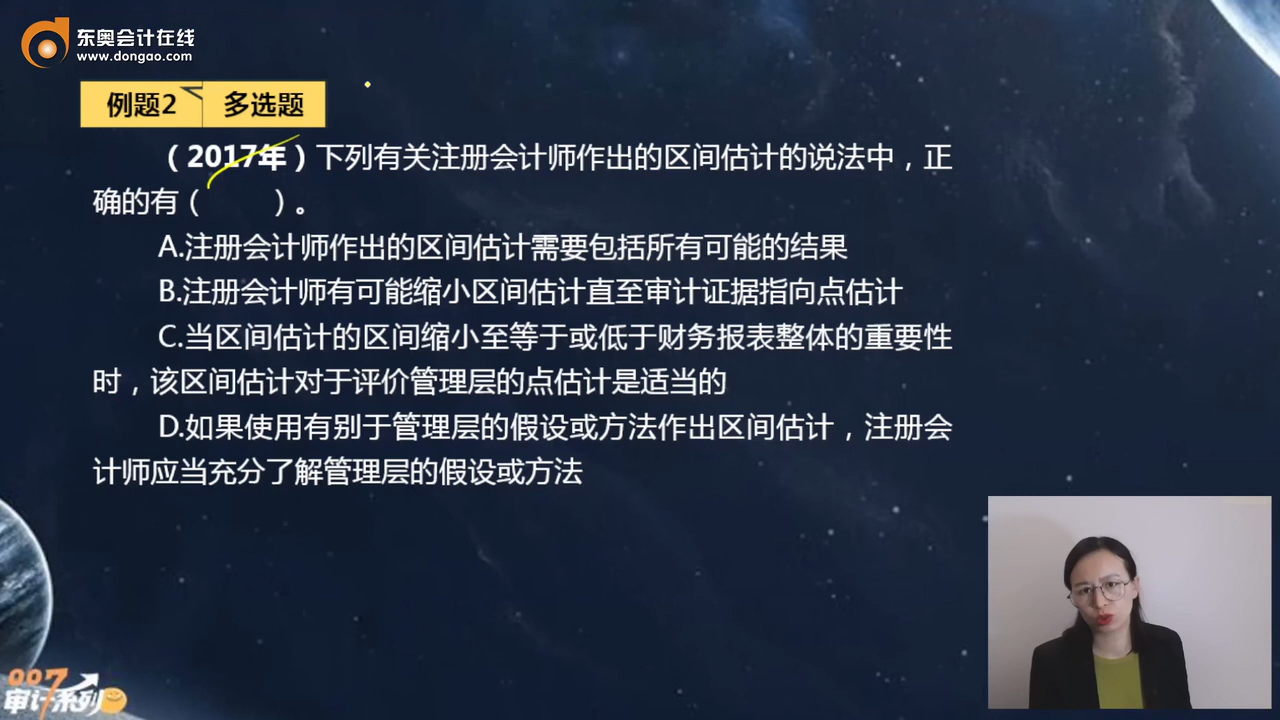 东奥会计在线
www.dongao.com
例题2 多选题
（2017年）下列有关注册会计师作出的区间估计的说法中，正
确的有（　　）。
A.注册会计师作出的区间估计需要包括所有可能的结果
B.注册会计师有可能缩小区间估计直至审计证据指向点估计
C.当区间估计的区间缩小至等于或低于财务报表整体的重要性
时，该区间估计对于评价管理层的点估计是适当的
D.如果使用有别于管理层的假设或方法作出区间估计，注册会
计师应当充分了解管理层的假设或方法
007
审计系列